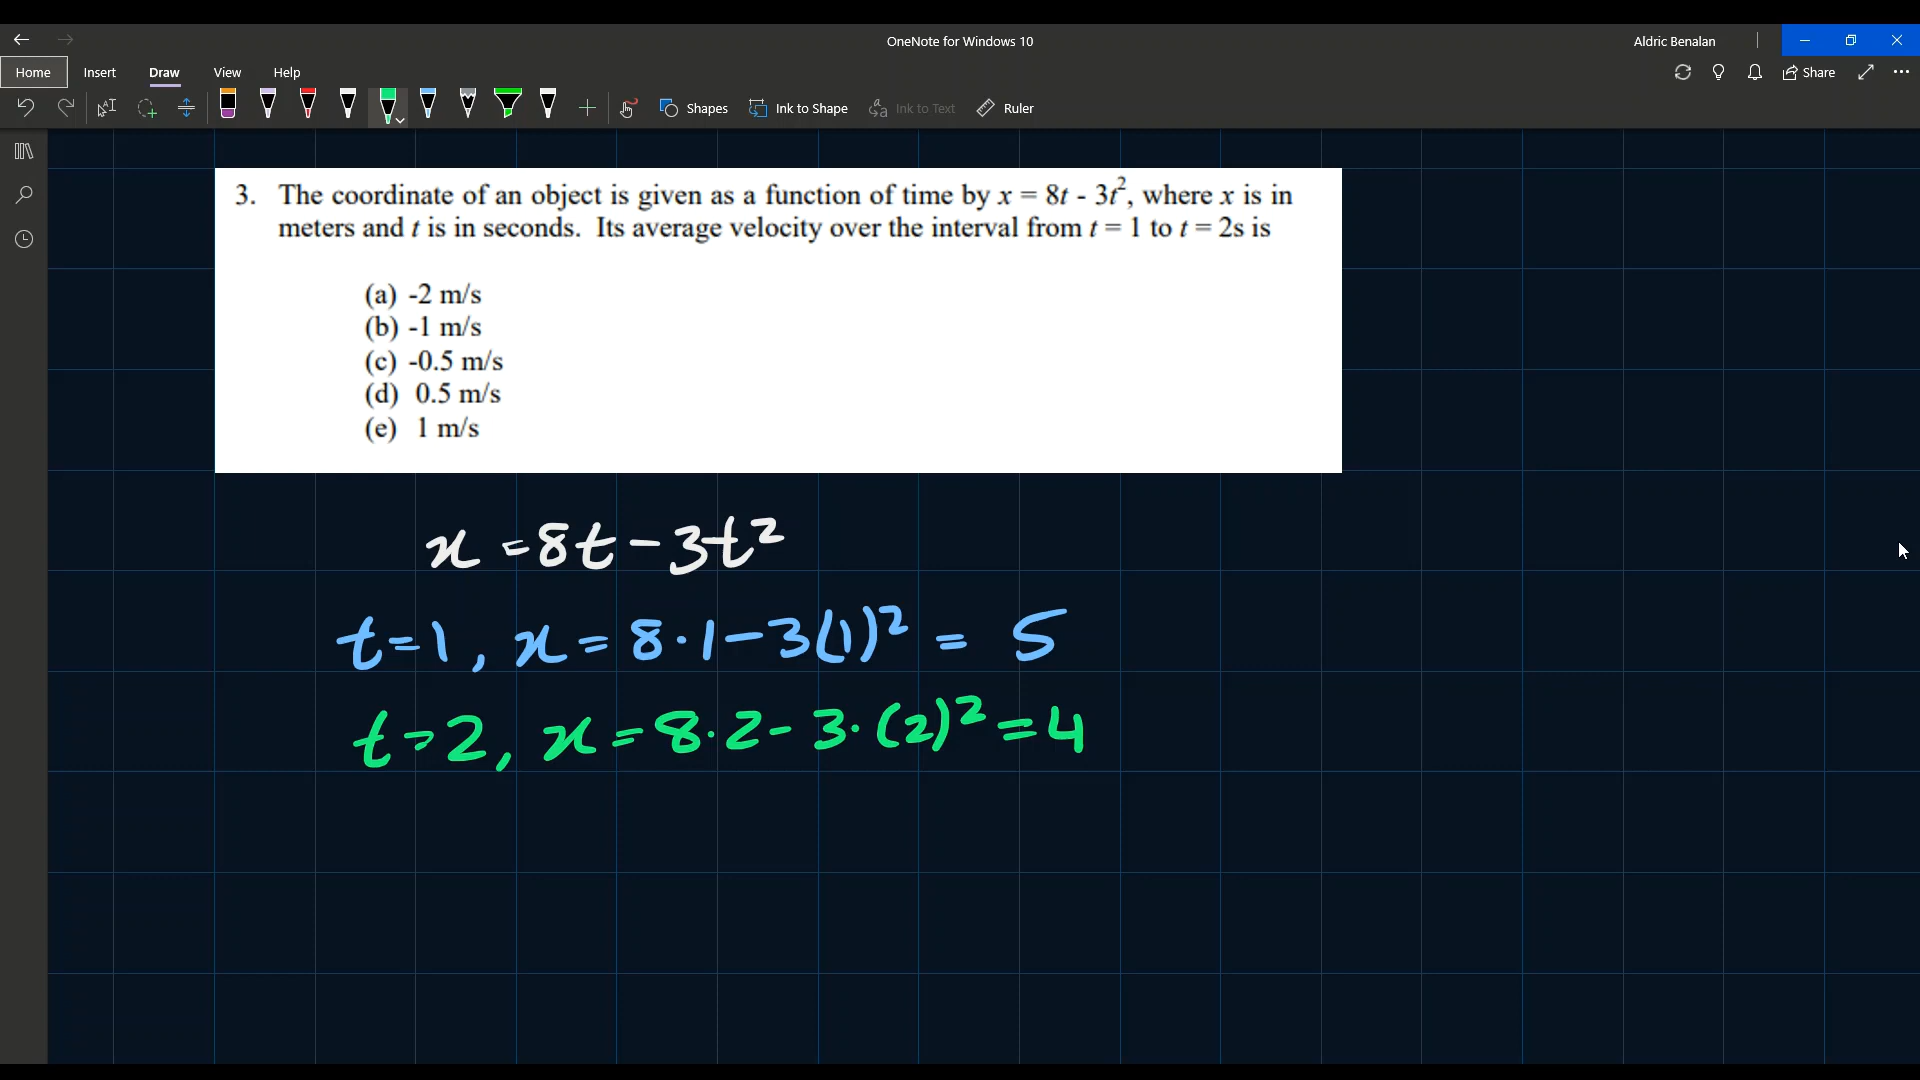 OneNote for Windows 10
Aldric Benalan
Home Insert Draw View Help
Share
Shapes Ink to Shape Ink to Text Ruler
3. The coordinate of an object is given as a function of time by x = 8t - 3t², where x is in
meters and t is in seconds. Its average velocity over the interval from t = 1 to t = 2s is
(a) -2 m/s
(b) -1 m/s
(c) -0.5 m/s
(d) 0.5 m/s
(e) 1 m/s
x = 8t - 3t²
t = 1, x = 8·1 - 3(1)² = 5
t = 2, x = 8·2 - 3·(2)² = 4